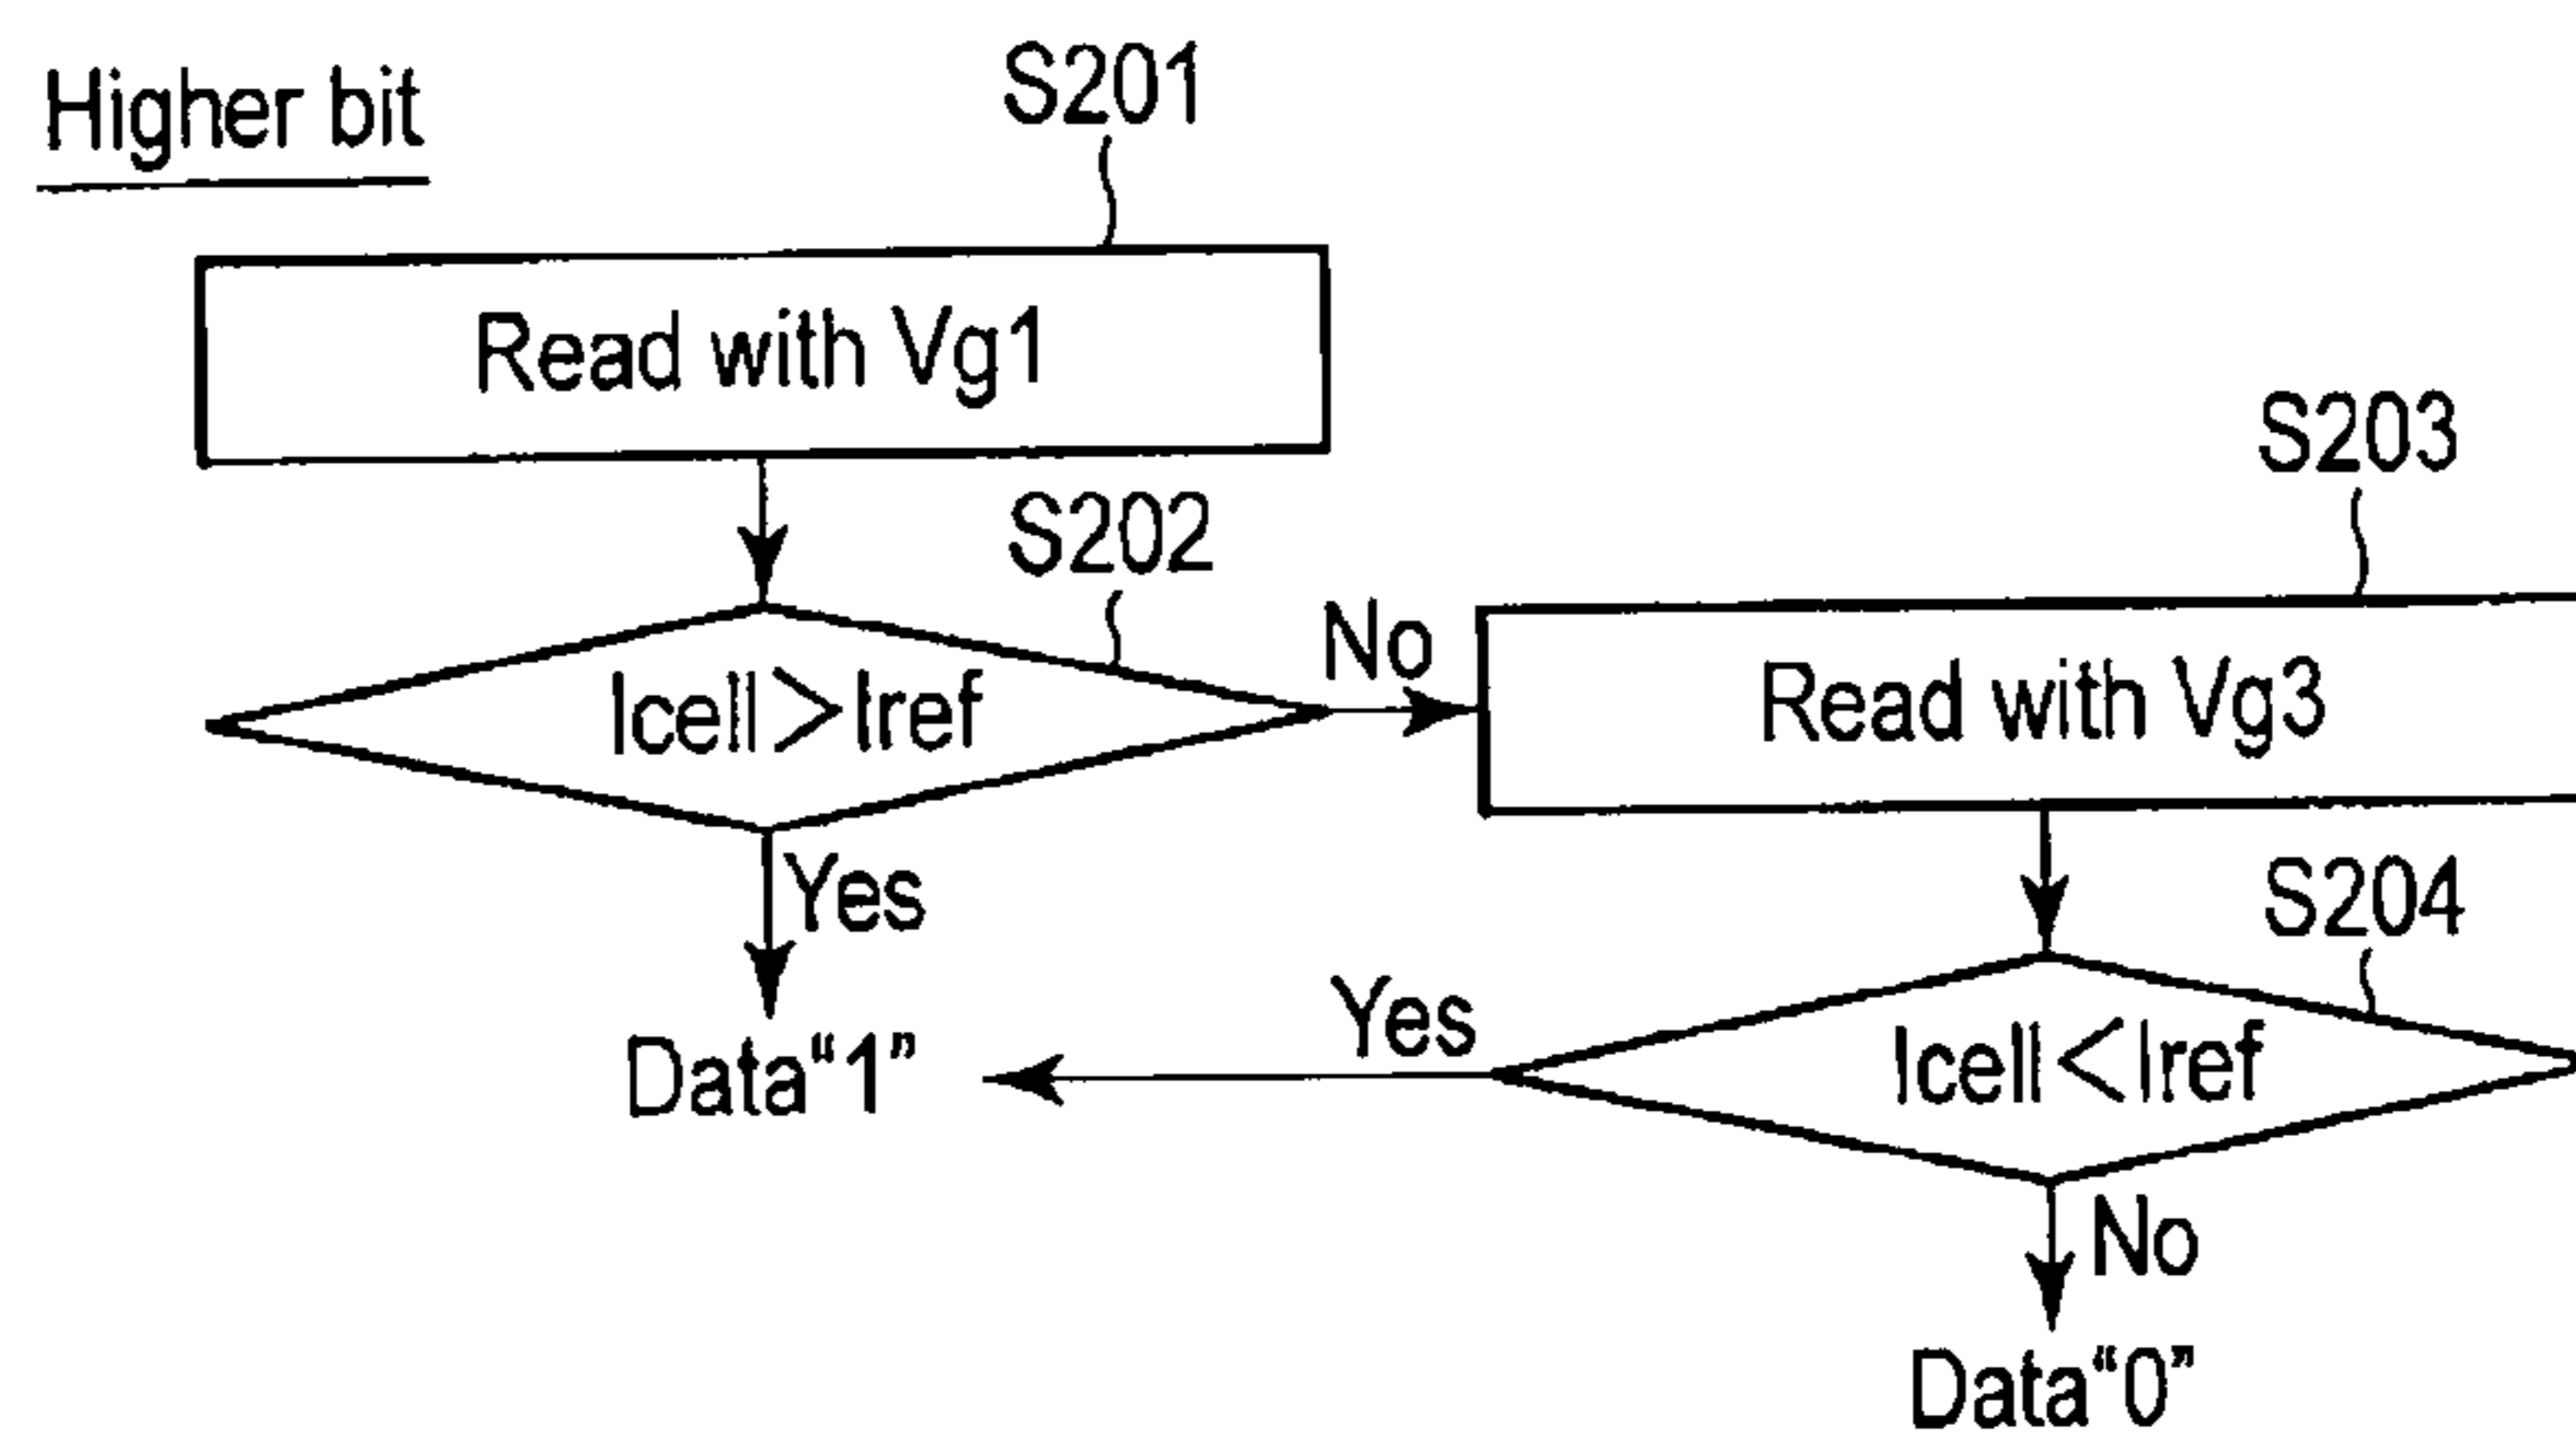 Higher bit
S201
Read with Vg1
S202
Icell>Iref
No
Yes
Data“1”
S203
Read with Vg3
S204
Icell<Iref
Yes
No
Data“0”